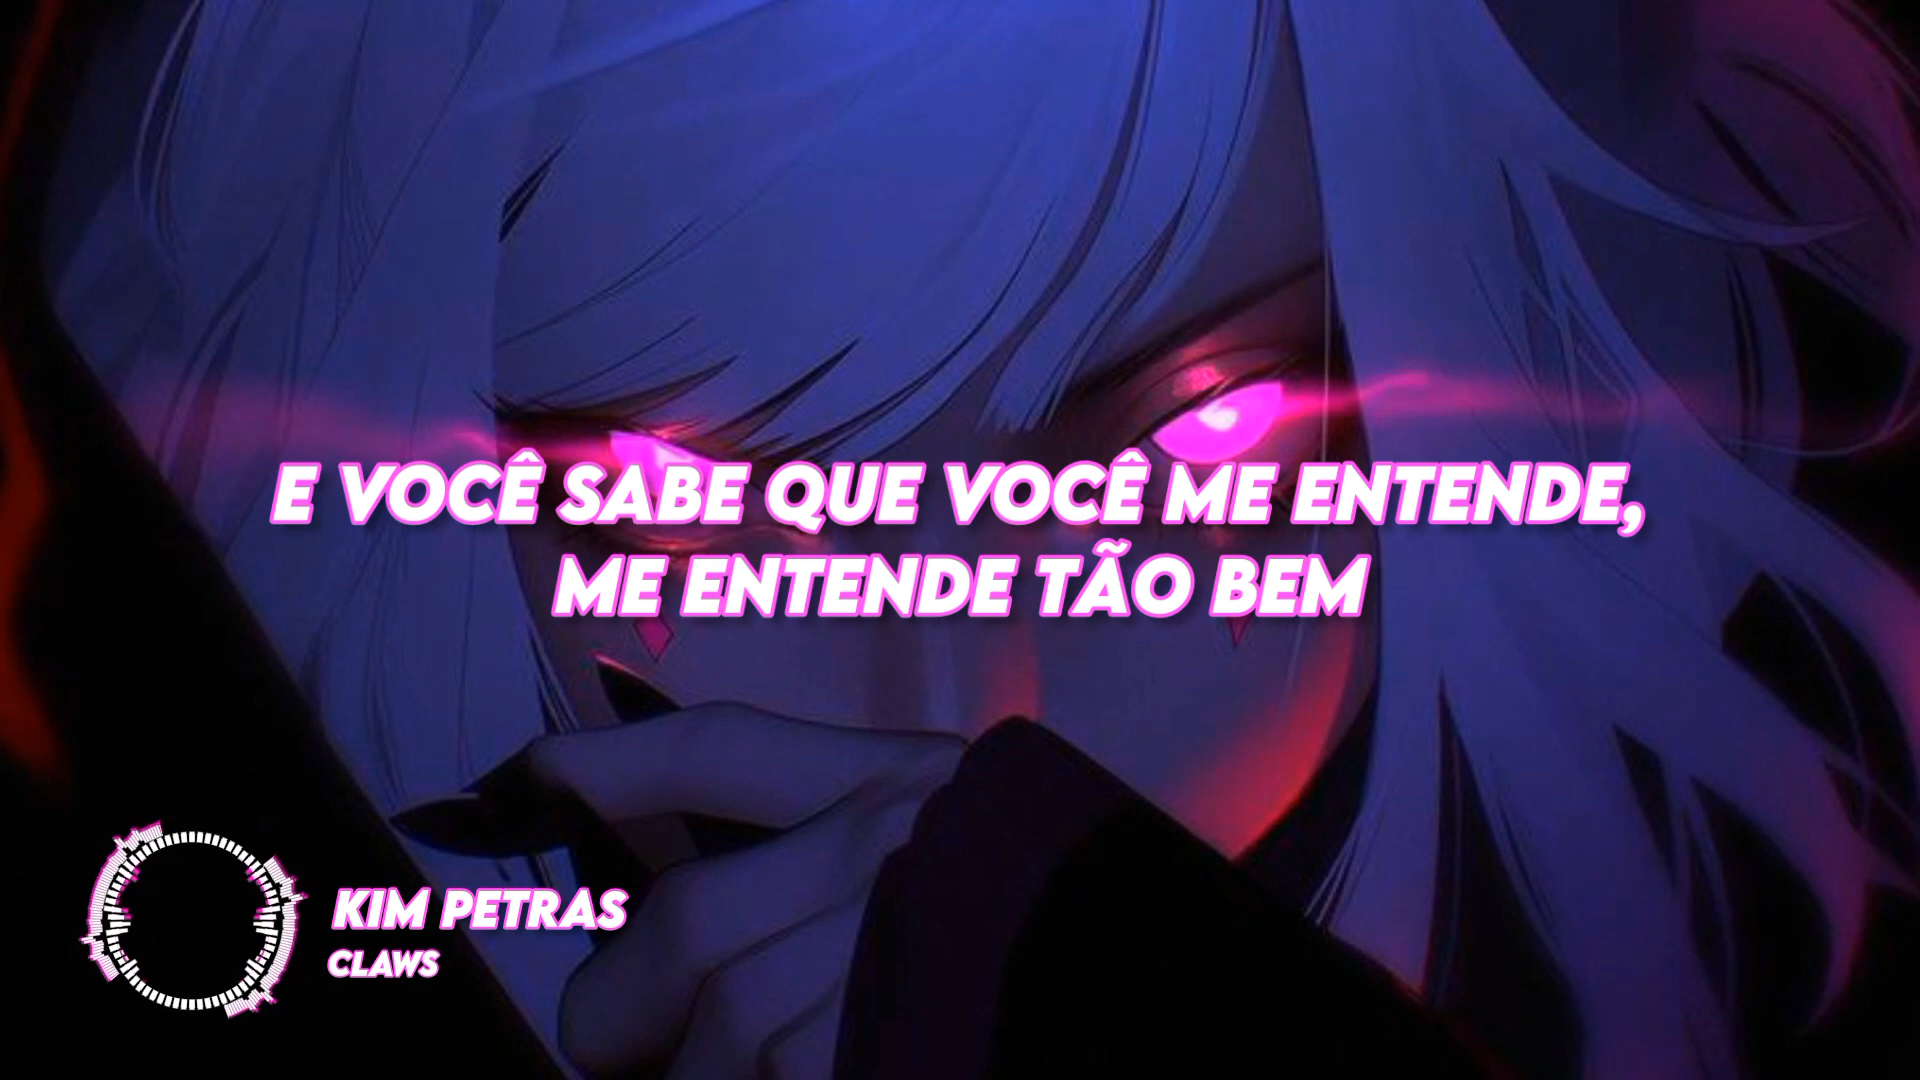 E VOCÊ SABE QUE VOCÊ ME ENTENDE,
ME ENTENDE TÃO BEM
KIM PETRAS
CLAWS